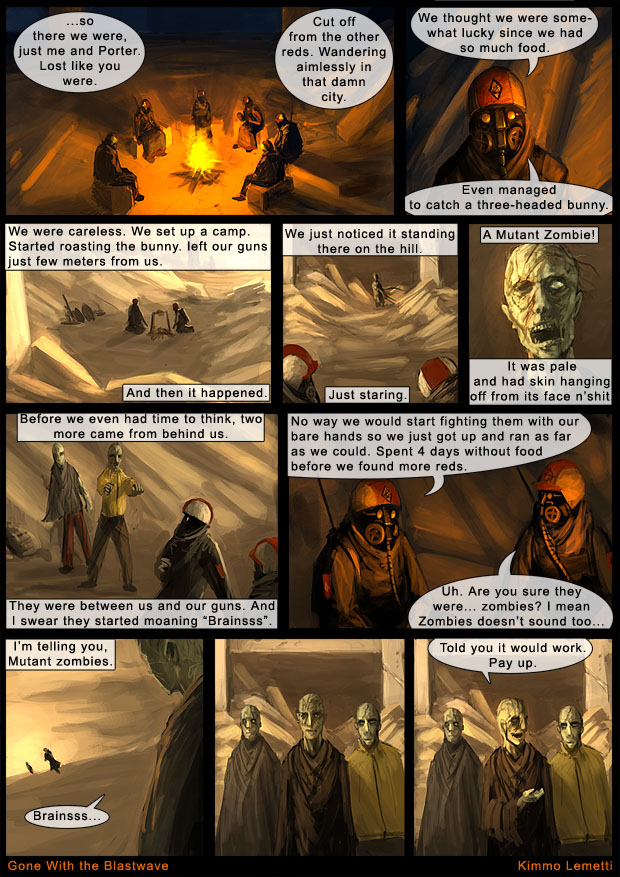 ...so
there we were,
just me and Porter.
Lost like you
were.
Cut off
from the other
reds. Wandering
aimlessly in
that damn
city.
We thought we were some-
what lucky since we had
so much food.
Even managed
to catch a three-headed bunny.
We were careless. We set up a camp.
Started roasting the bunny. left our guns
just few meters from us.
And then it happened.
We just noticed it standing
there on the hill.
Just staring.
A Mutant Zombie!
It was pale
and had skin hanging
off from its face n'shit
Before we even had time to think, two
more came from behind us.
They were between us and our guns. And
I swear they started moaning “Brainsss”.
No way we would start fighting them with our
bare hands so we just got up and ran as far
as we could. Spent 4 days without food
before we found more reds.
Uh. Are you sure they
were... zombies? I mean
Zombies doesn't sound too...
I'm telling you,
Mutant zombies.
Brainsss...
Told you it would work.
Pay up.
Gone With the Blastwave
Kimmo Lemetti